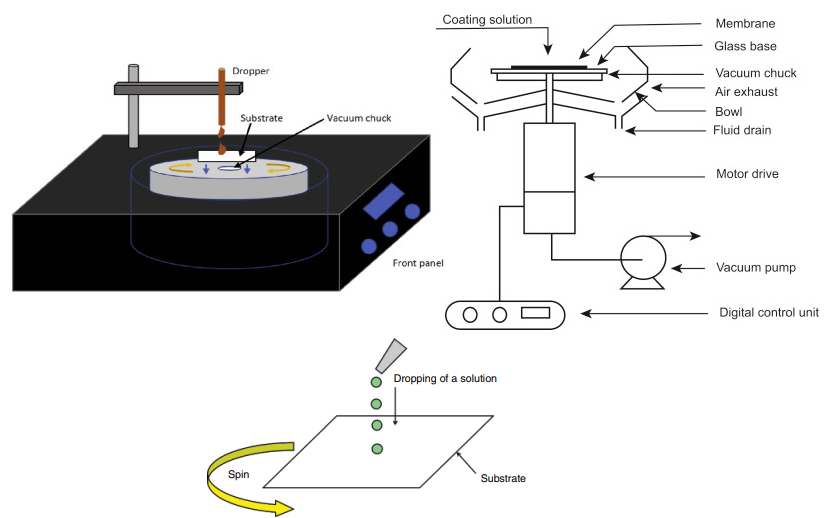 Dropper
Substrate
Vacuum chuck
Front panel
Coating solution
Membrane
Glass base
Vacuum chuck
Air exhaust
Bowl
Fluid drain
Motor drive
Vacuum pump
Digital control unit
Dropping of a solution
Spin
Substrate